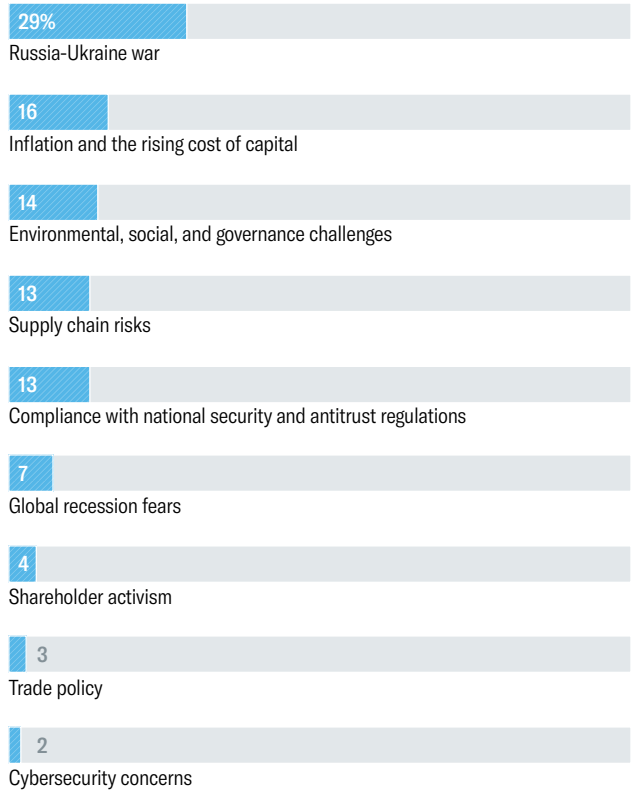 29%
Russia-Ukraine war
16
Inflation and the rising cost of capital
14
Environmental, social, and governance challenges
13
Supply chain risks
13
Compliance with national security and antitrust regulations
7
Global recession fears
4
Shareholder activism
3
Trade policy
2
Cybersecurity concerns